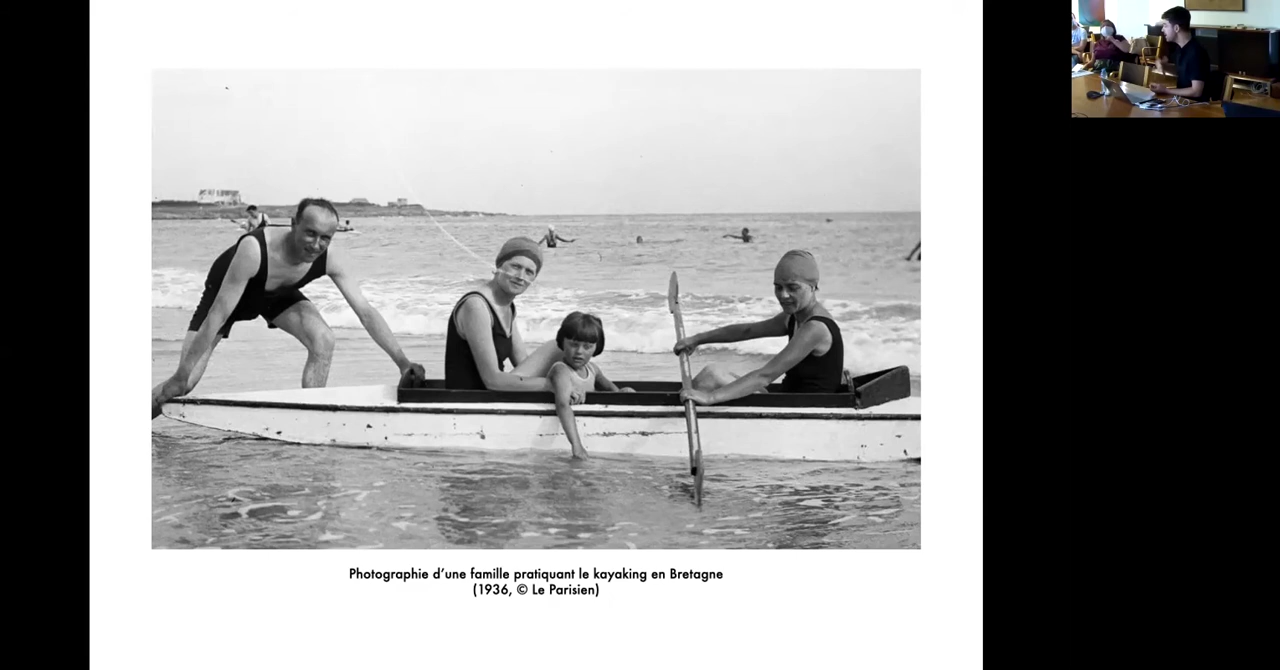 Photographie d’une famille pratiquant le kayaking en Bretagne
(1936, © Le Parisien)